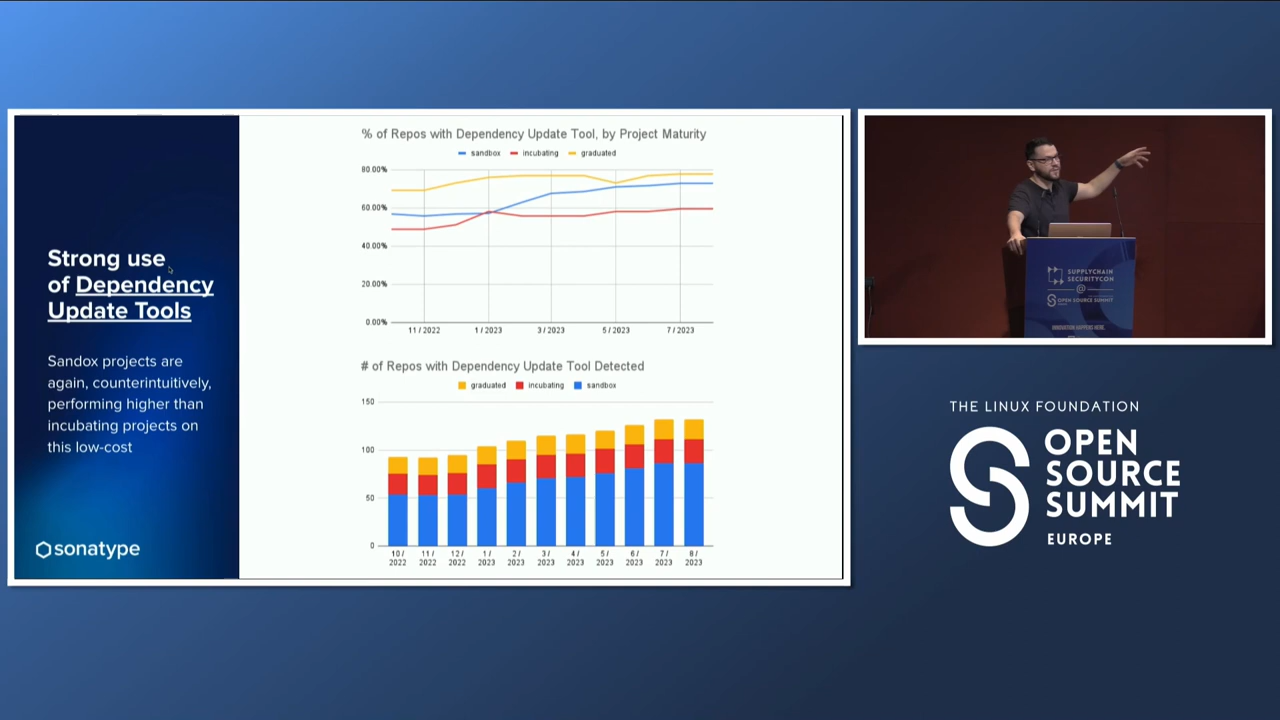 Strong use
of Dependency
Update Tools
Sandox projects are
again, counterintuitively,
performing higher than
incubating projects on
this low-cost
sonatype
% of Repos with Dependency Update Tool, by Project Maturity
sandbox incubating graduated
80.00%
60.00%
40.00%
20.00%
0.00%
11 / 2022 1 / 2023 3 / 2023 5 / 2023 7 / 2023
# of Repos with Dependency Update Tool Detected
graduated incubating sandbox
150
100
50
0
10 / 11 / 12 / 1 / 2 / 3 / 4 / 5 / 6 / 7 / 8 /
2022 2022 2022 2023 2023 2023 2023 2023 2023 2023 2023
SUPPLYCHAIN
SECURITYCON
@
OPEN SOURCE SUMMIT
INNOVATION HAPPENS HERE.
THE LINUX FOUNDATION
OPEN
SOURCE
SUMMIT
EUROPE